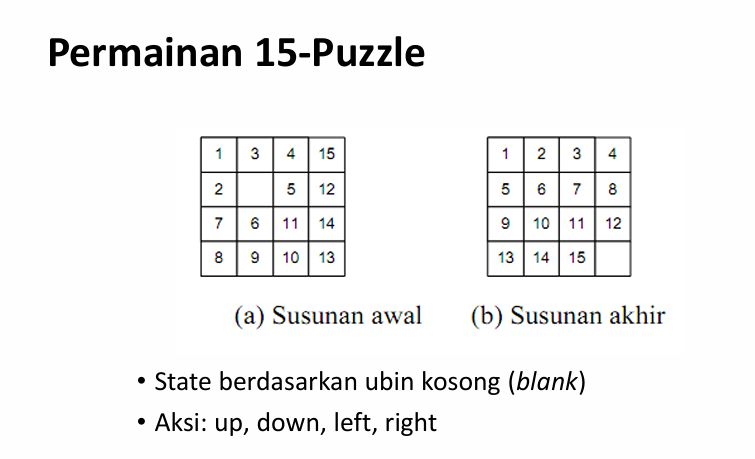 Permainan 15-Puzzle
1 3 4 15
2 5 12
7 6 11 14
8 9 10 13
1 2 3 4
5 6 7 8
9 10 11 12
13 14 15
(a) Susunan awal
(b) Susunan akhir
• State berdasarkan ubin kosong (blank)
• Aksi: up, down, left, right